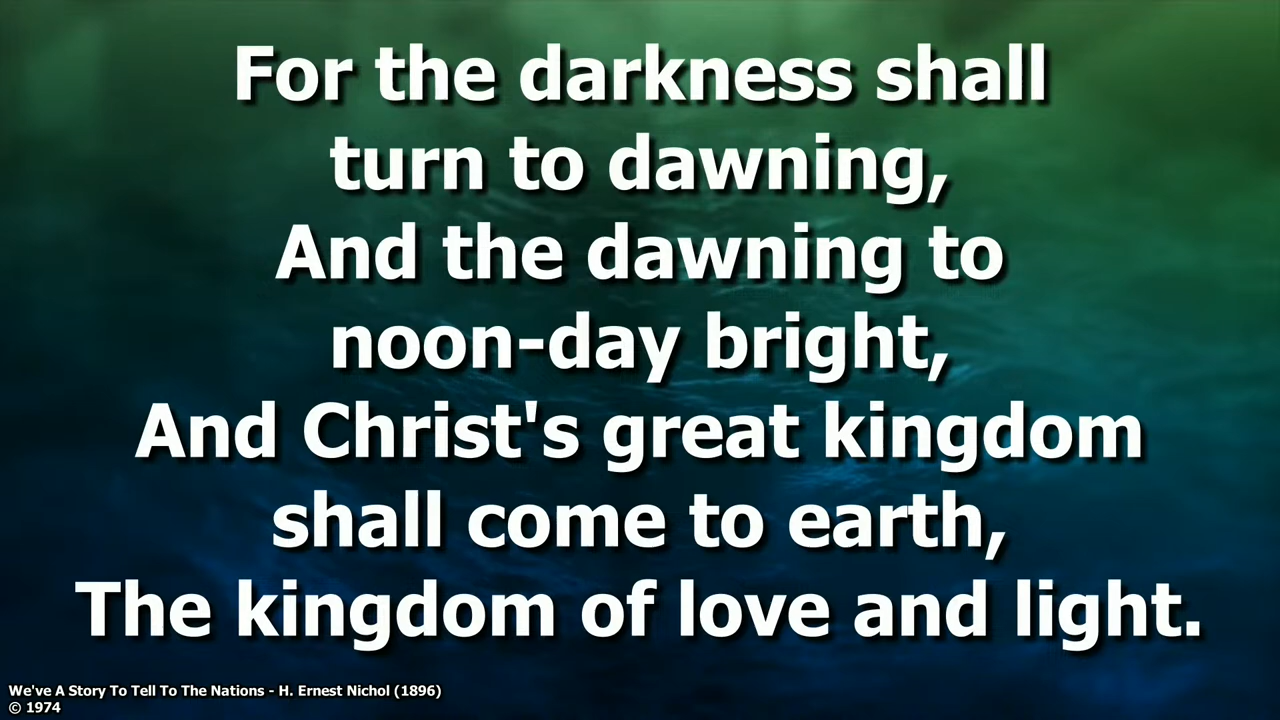 For the darkness shall
turn to dawning,
And the dawning to
noon-day bright,
And Christ's great kingdom
shall come to earth,
The kingdom of love and light.
We've A Story To Tell To The Nations - H. Ernest Nichol (1896)
© 1974